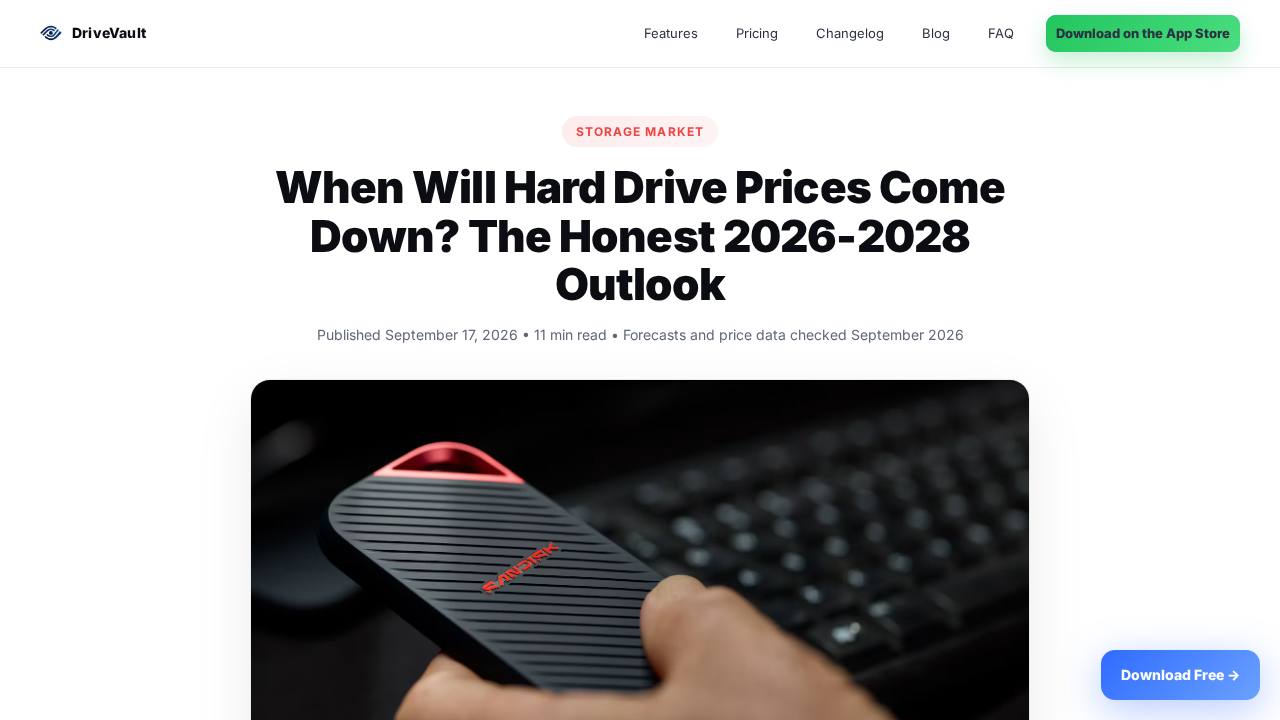 DriveVault
Features
Pricing
Changelog
Blog
FAQ
Download on the App Store
STORAGE MARKET
When Will Hard Drive Prices Come
Down? The Honest 2026-2028
Outlook
Published September 17, 2026 • 11 min read • Forecasts and price data checked September 2026
SANDISK
Download Free →